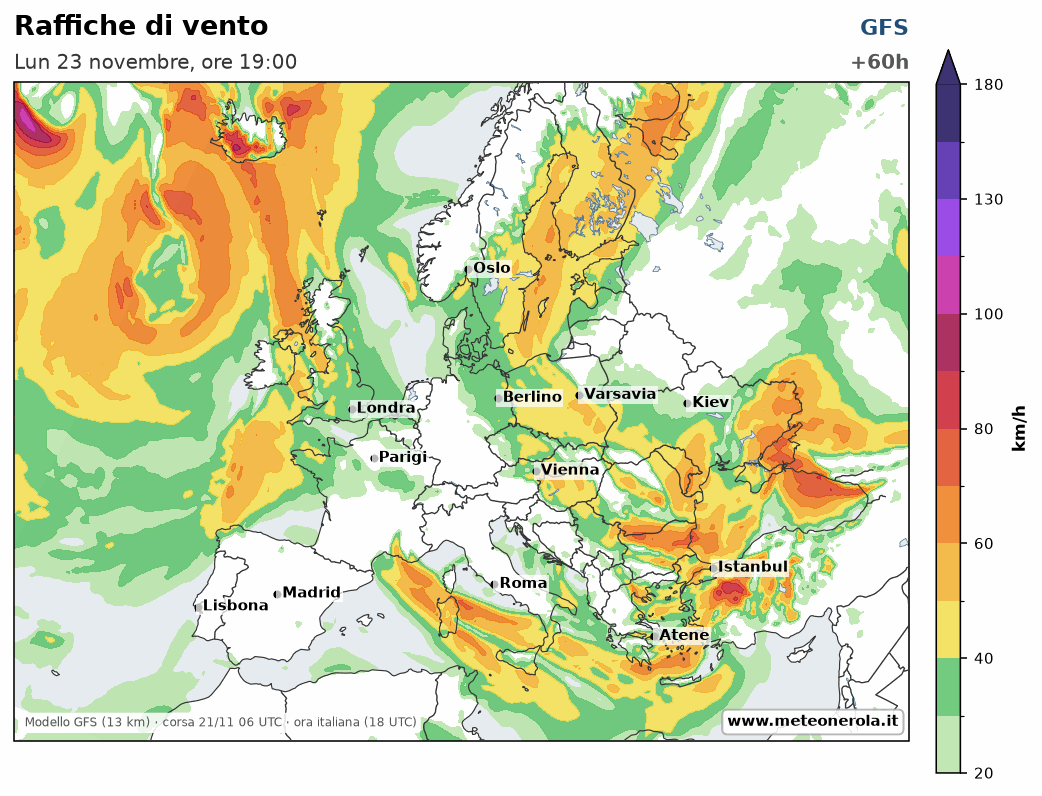 Raffiche di vento
GFS
Lun 23 novembre, ore 19:00
+60h
180
130
100
80
60
40
20
km/h
Oslo
Londra
Berlino
Varsavia
Kiev
Parigi
Vienna
Istanbul
Roma
Madrid
Lisbona
Atene
Modello GFS (13 km) · corsa 21/11 06 UTC · ora italiana (18 UTC)
www.meteonerola.it